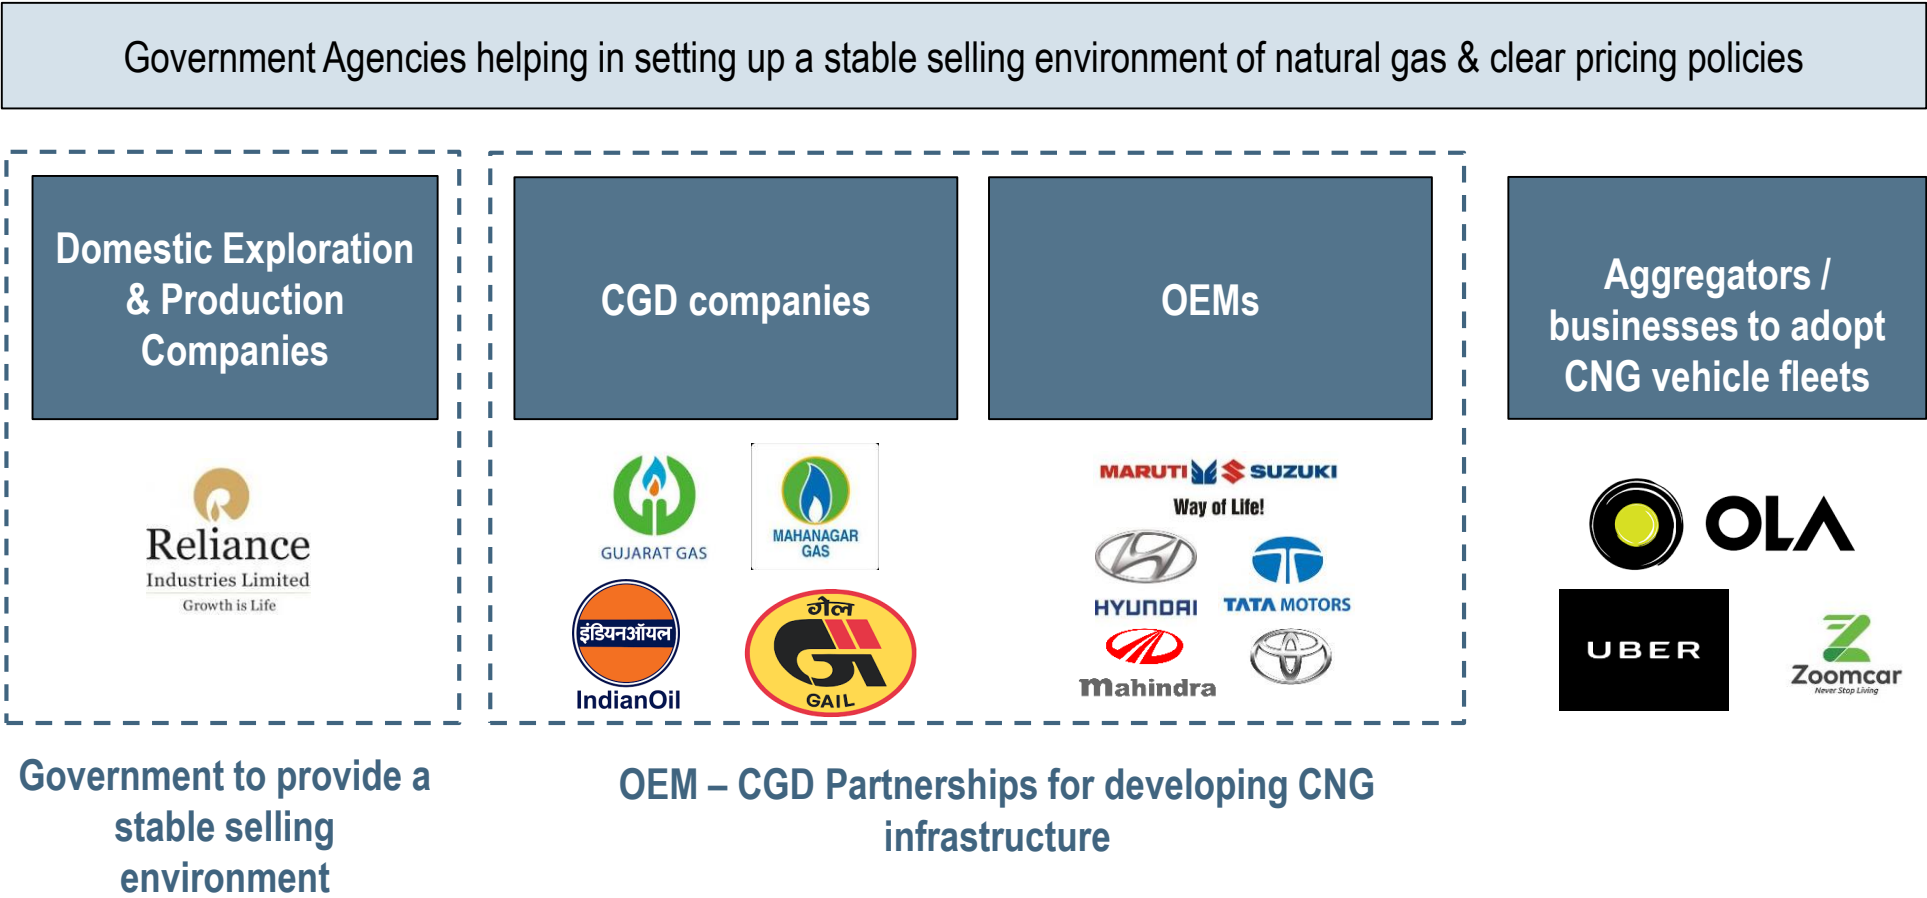 Government Agencies helping in setting up a stable selling environment of natural gas & clear pricing policies
Domestic Exploration
& Production
Companies
CGD companies
OEMs
Aggregators /
businesses to adopt
CNG vehicle fleets
Reliance
Industries Limited
Growth is Life
GUJARAT GAS
MAHANAGAR
GAS
इंडियनऑयल
IndianOil
गेल
GAIL
MARUTI SUZUKI
Way of Life!
HYUNDAI
TATA MOTORS
Mahindra
OLA
UBER
Zoomcar
Never Stop Living
Government to provide a
stable selling
environment
OEM – CGD Partnerships for developing CNG
infrastructure